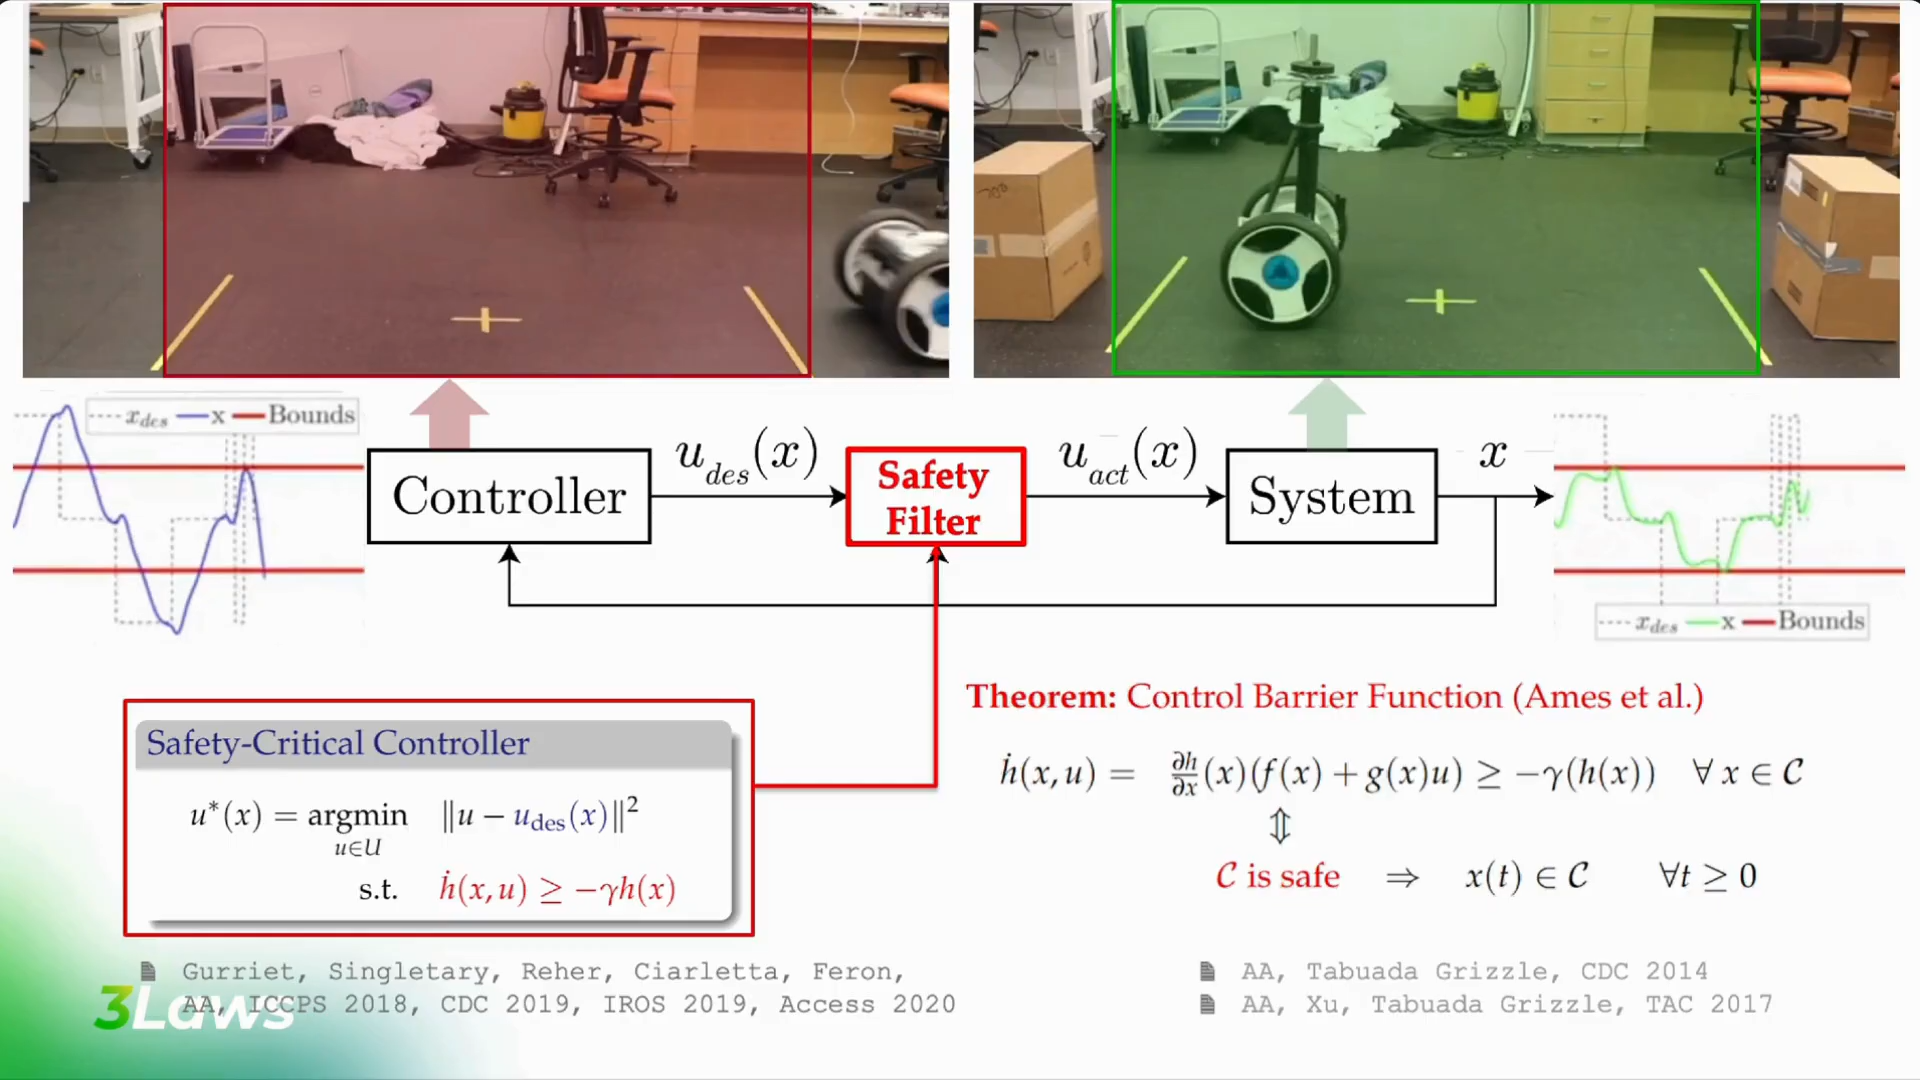 x_des x Bounds
Controller
u_des(x)
Safety
Filter
u_act(x)
System
x
x_des x Bounds
Theorem: Control Barrier Function (Ames et al.)
Safety-Critical Controller
ḣ(x, u) = ∂h/∂x (x)(f(x) + g(x)u) ≥ −γ(h(x)) ∀ x ∈ C
u*(x) = argmin ‖u − u_des(x)‖²
u∈U
s.t. ḣ(x, u) ≥ −γh(x)
⇕
C is safe ⇒ x(t) ∈ C ∀t ≥ 0
Gurriet, Singletary, Reher, Ciarletta, Feron,
AA, ICCPS 2018, CDC 2019, IROS 2019, Access 2020
3Laws
AA, Tabuada Grizzle, CDC 2014
AA, Xu, Tabuada Grizzle, TAC 2017